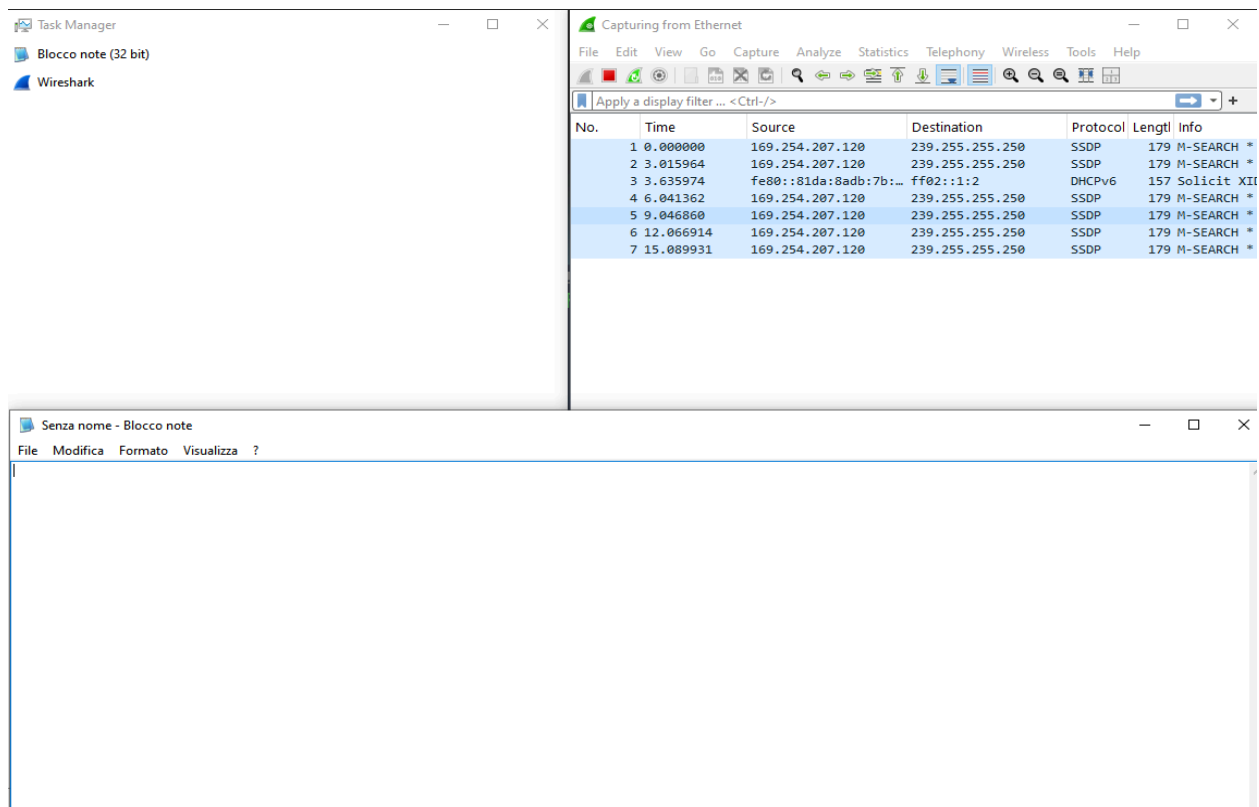 Task Manager
Blocco note (32 bit)
Wireshark
Capturing from Ethernet
File Edit View Go Capture Analyze Statistics Telephony Wireless Tools Help
Apply a display filter ... <Ctrl-/>
No. Time Source Destination Protocol Lengtl Info
1 0.000000 169.254.207.120 239.255.255.250 SSDP 179 M-SEARCH *
2 3.015964 169.254.207.120 239.255.255.250 SSDP 179 M-SEARCH *
3 3.635974 fe80::81da:8adb:7b:… ff02::1:2 DHCPv6 157 Solicit XID
4 6.041362 169.254.207.120 239.255.255.250 SSDP 179 M-SEARCH *
5 9.046860 169.254.207.120 239.255.255.250 SSDP 179 M-SEARCH *
6 12.066914 169.254.207.120 239.255.255.250 SSDP 179 M-SEARCH *
7 15.089931 169.254.207.120 239.255.255.250 SSDP 179 M-SEARCH *
Senza nome - Blocco note
File Modifica Formato Visualizza ?